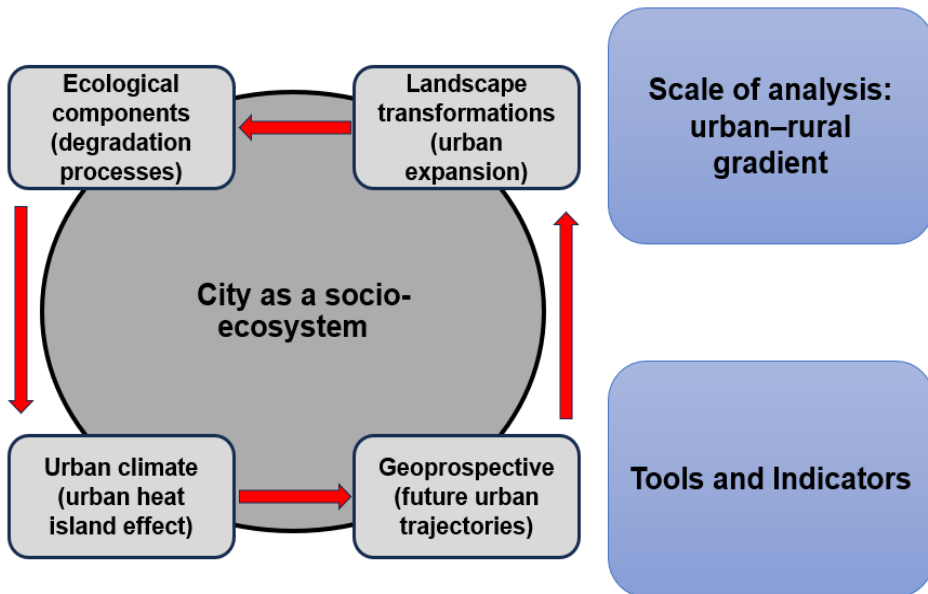 Ecological
components
(degradation
processes)
Landscape
transformations
(urban
expansion)
Scale of analysis:
urban–rural
gradient
City as a socio-
ecosystem
Urban climate
(urban heat
island effect)
Geoprospective
(future urban
trajectories)
Tools and Indicators